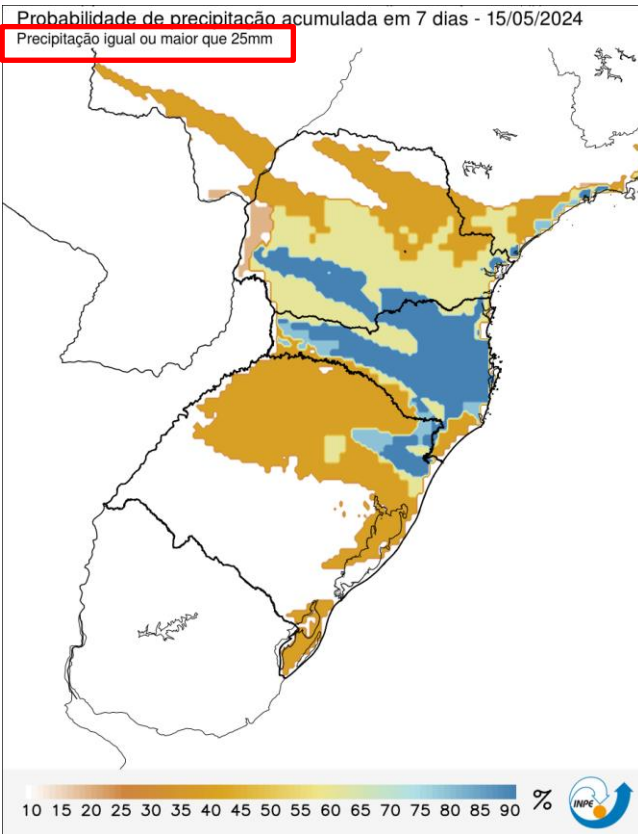 Probabilidade de precipitação acumulada em 7 dias - 15/05/2024
Precipitação igual ou maior que 25mm
10 15 20 25 30 35 45 50 55 60 65 70 75 80 85 90 %
INPE